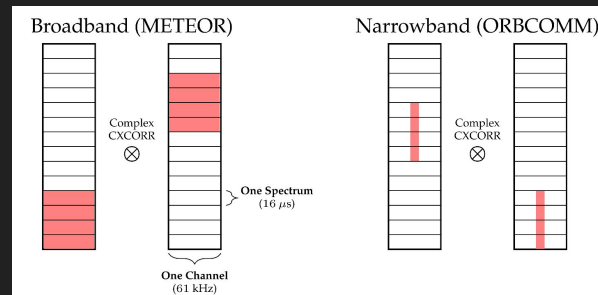 Broadband (METEOR)
Narrowband (ORBCOMM)
Complex
CXCORR
⊗
One Spectrum
(16 μs)
One Channel
(61 kHz)
Complex
CXCORR
⊗